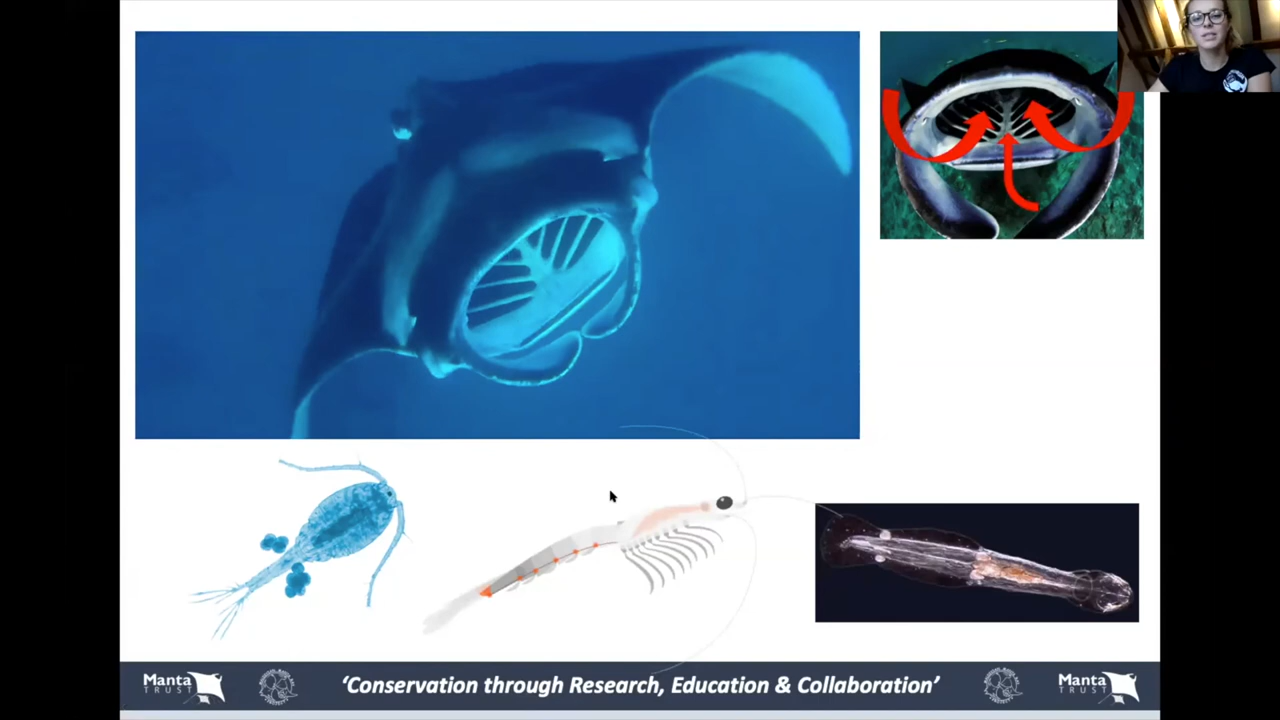 Manta
TRUST
'Conservation through Research, Education & Collaboration'
Manta
TRUST